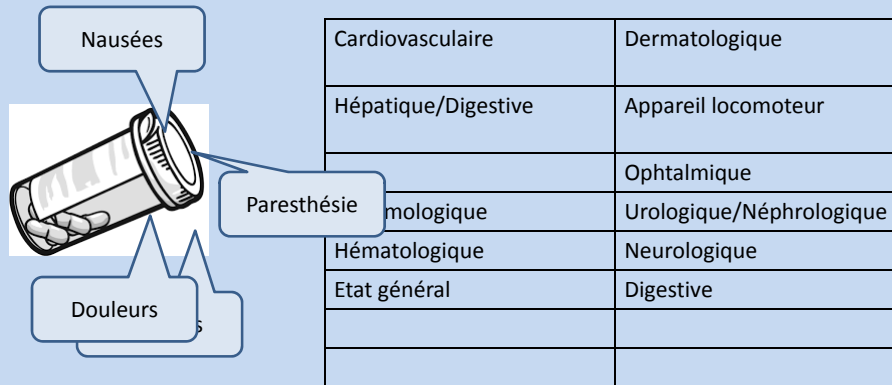 Nausées
Cardiovasculaire Dermatologique
Hépatique/Digestive Appareil locomoteur
Ophtalmique
Paresthésie
Urologique/Néphrologique
Hématologique Neurologique
Etat général Digestive
Douleurs